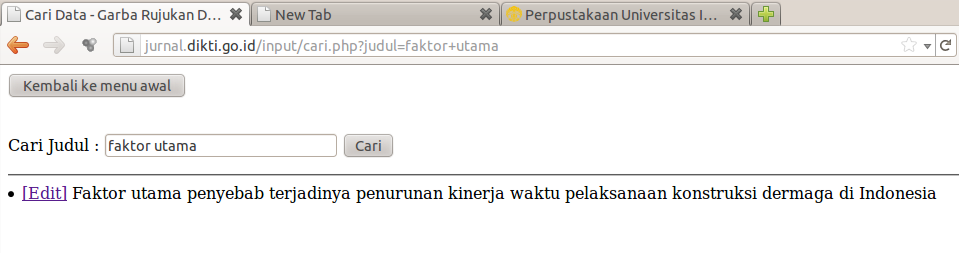 Cari Data - Garba Rujukan D... New Tab Perpustakaan Universitas I...
jurnal.dikti.go.id/input/cari.php?judul=faktor+utama
Kembali ke menu awal
Cari Judul : faktor utama Cari
• [Edit] Faktor utama penyebab terjadinya penurunan kinerja waktu pelaksanaan konstruksi dermaga di Indonesia